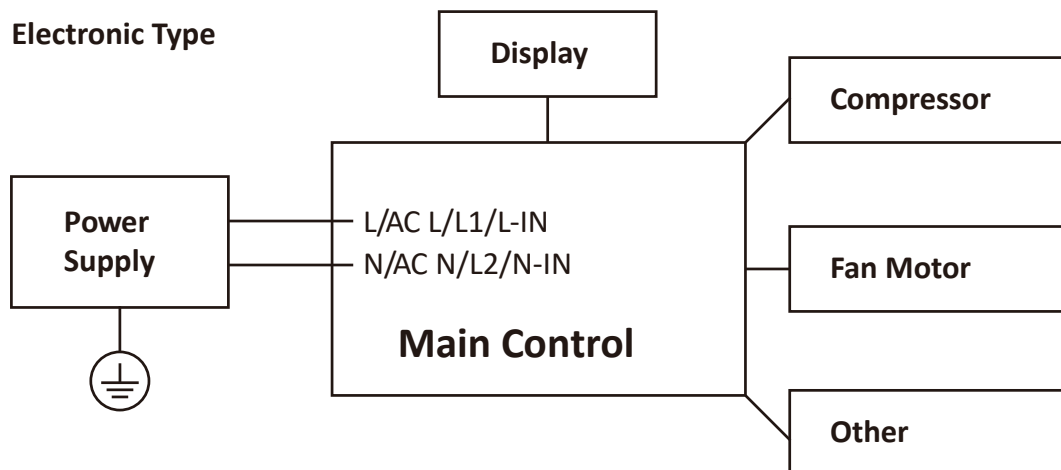 Electronic Type
Display
Compressor
Power
Supply
L/AC L/L1/L-IN
N/AC N/L2/N-IN
Main Control
Fan Motor
Other